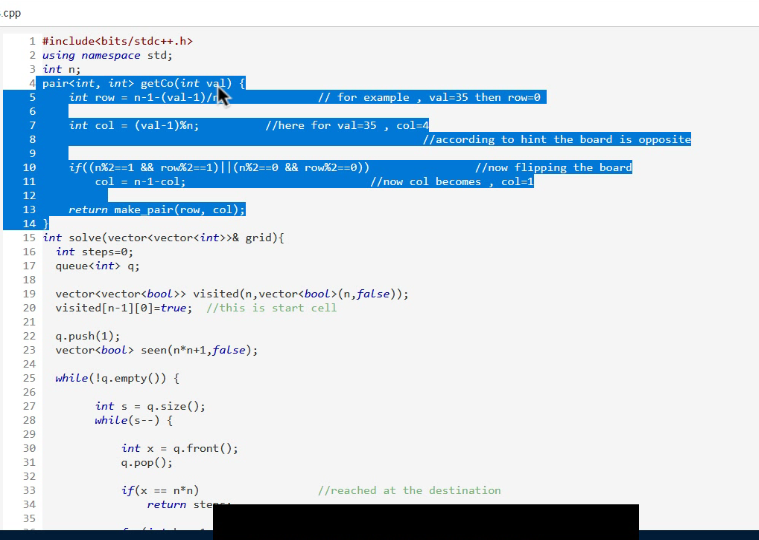 .cpp
1 #include<bits/stdc++.h>
2 using namespace std;
3 int n;
4 pair<int, int> getCo(int val) {
5 int row = n-1-(val-1)/ // for example , val=35 then row=0
6
7 int col = (val-1)%n; //here for val=35 , col=4
8 //according to hint the board is opposite
9
10 if((n%2==1 && row%2==1)||(n%2==0 && row%2==0)) //now flipping the board
11 col = n-1-col; //now col becomes , col=1
12
13 return make_pair(row, col);
14 }
15 int solve(vector<vector<int>>& grid){
16 int steps=0;
17 queue<int> q;
18
19 vector<vector<bool>> visited(n,vector<bool>(n,false));
20 visited[n-1][0]=true; //this is start cell
21
22 q.push(1);
23 vector<bool> seen(n*n+1,false);
24
25 while(!q.empty()) {
26
27 int s = q.size();
28 while(s--) {
29
30 int x = q.front();
31 q.pop();
32
33 if(x == n*n) //reached at the destination
34 return
35